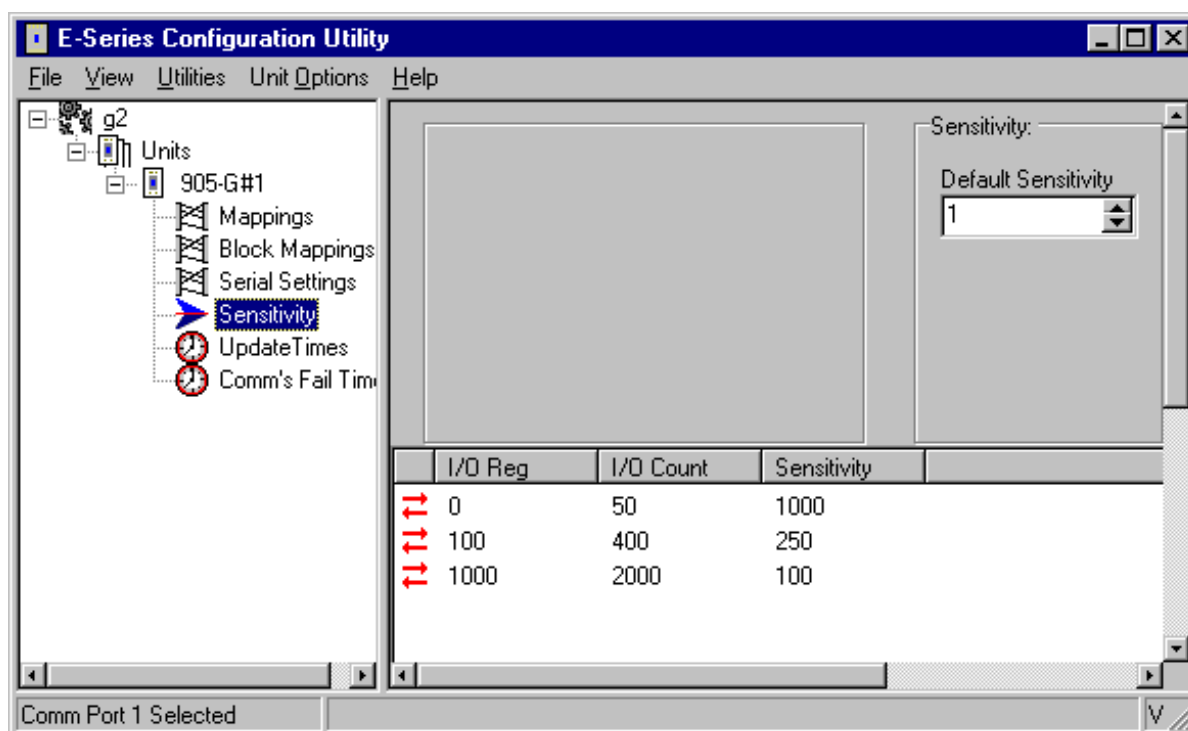 E-Series Configuration Utility
File View Utilities Unit Options Help
g2
Units
905-G#1
Mappings
Block Mappings
Serial Settings
Sensitivity
UpdateTimes
Comm's Fail
Sensitivity:
Default Sensitivity
1
I/O Reg I/O Count Sensitivity
0 50 1000
100 400 250
1000 2000 100
Comm Port 1 Selected
V